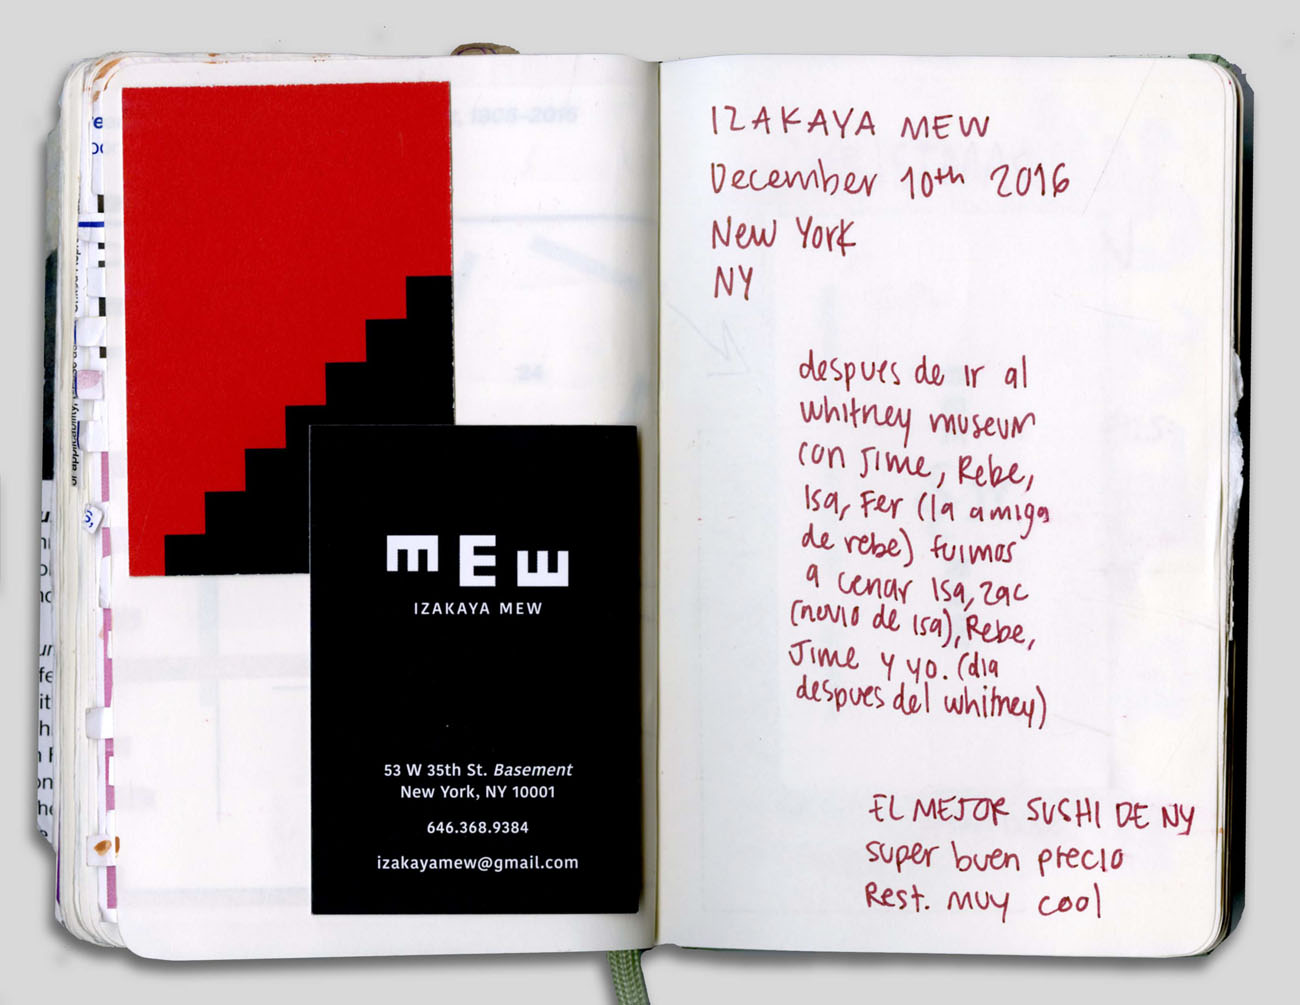 mEw
IZAKAYA MEW
53 W 35th St. Basement
New York, NY 10001
646.368.9384
izakayamew@gmail.com
IZAKAYA MEW
December 10th 2016
New York
NY
despues de ir al
whitney museum
con Jime, Rebe,
Isa, Fer (la amiga
de rebe) fuimos
a cenar Isa, zac
(novio de Isa), Rebe,
Jime y yo. (dia
despues del whitney)
EL MEJOR SUSHI DE NY
super buen precio
Rest. muy cool